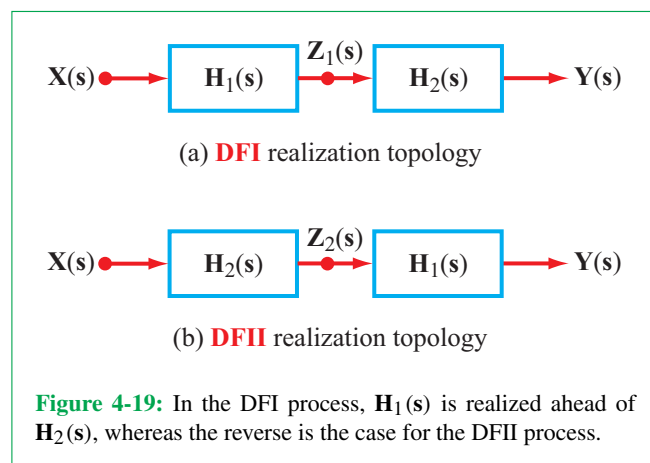 Z₁(s)
X(s) H₁(s) H₂(s) Y(s)
(a) DFI realization topology
Z₂(s)
X(s) H₂(s) H₁(s) Y(s)
(b) DFII realization topology
Figure 4-19: In the DFI process, H₁(s) is realized ahead of
H₂(s), whereas the reverse is the case for the DFII process.